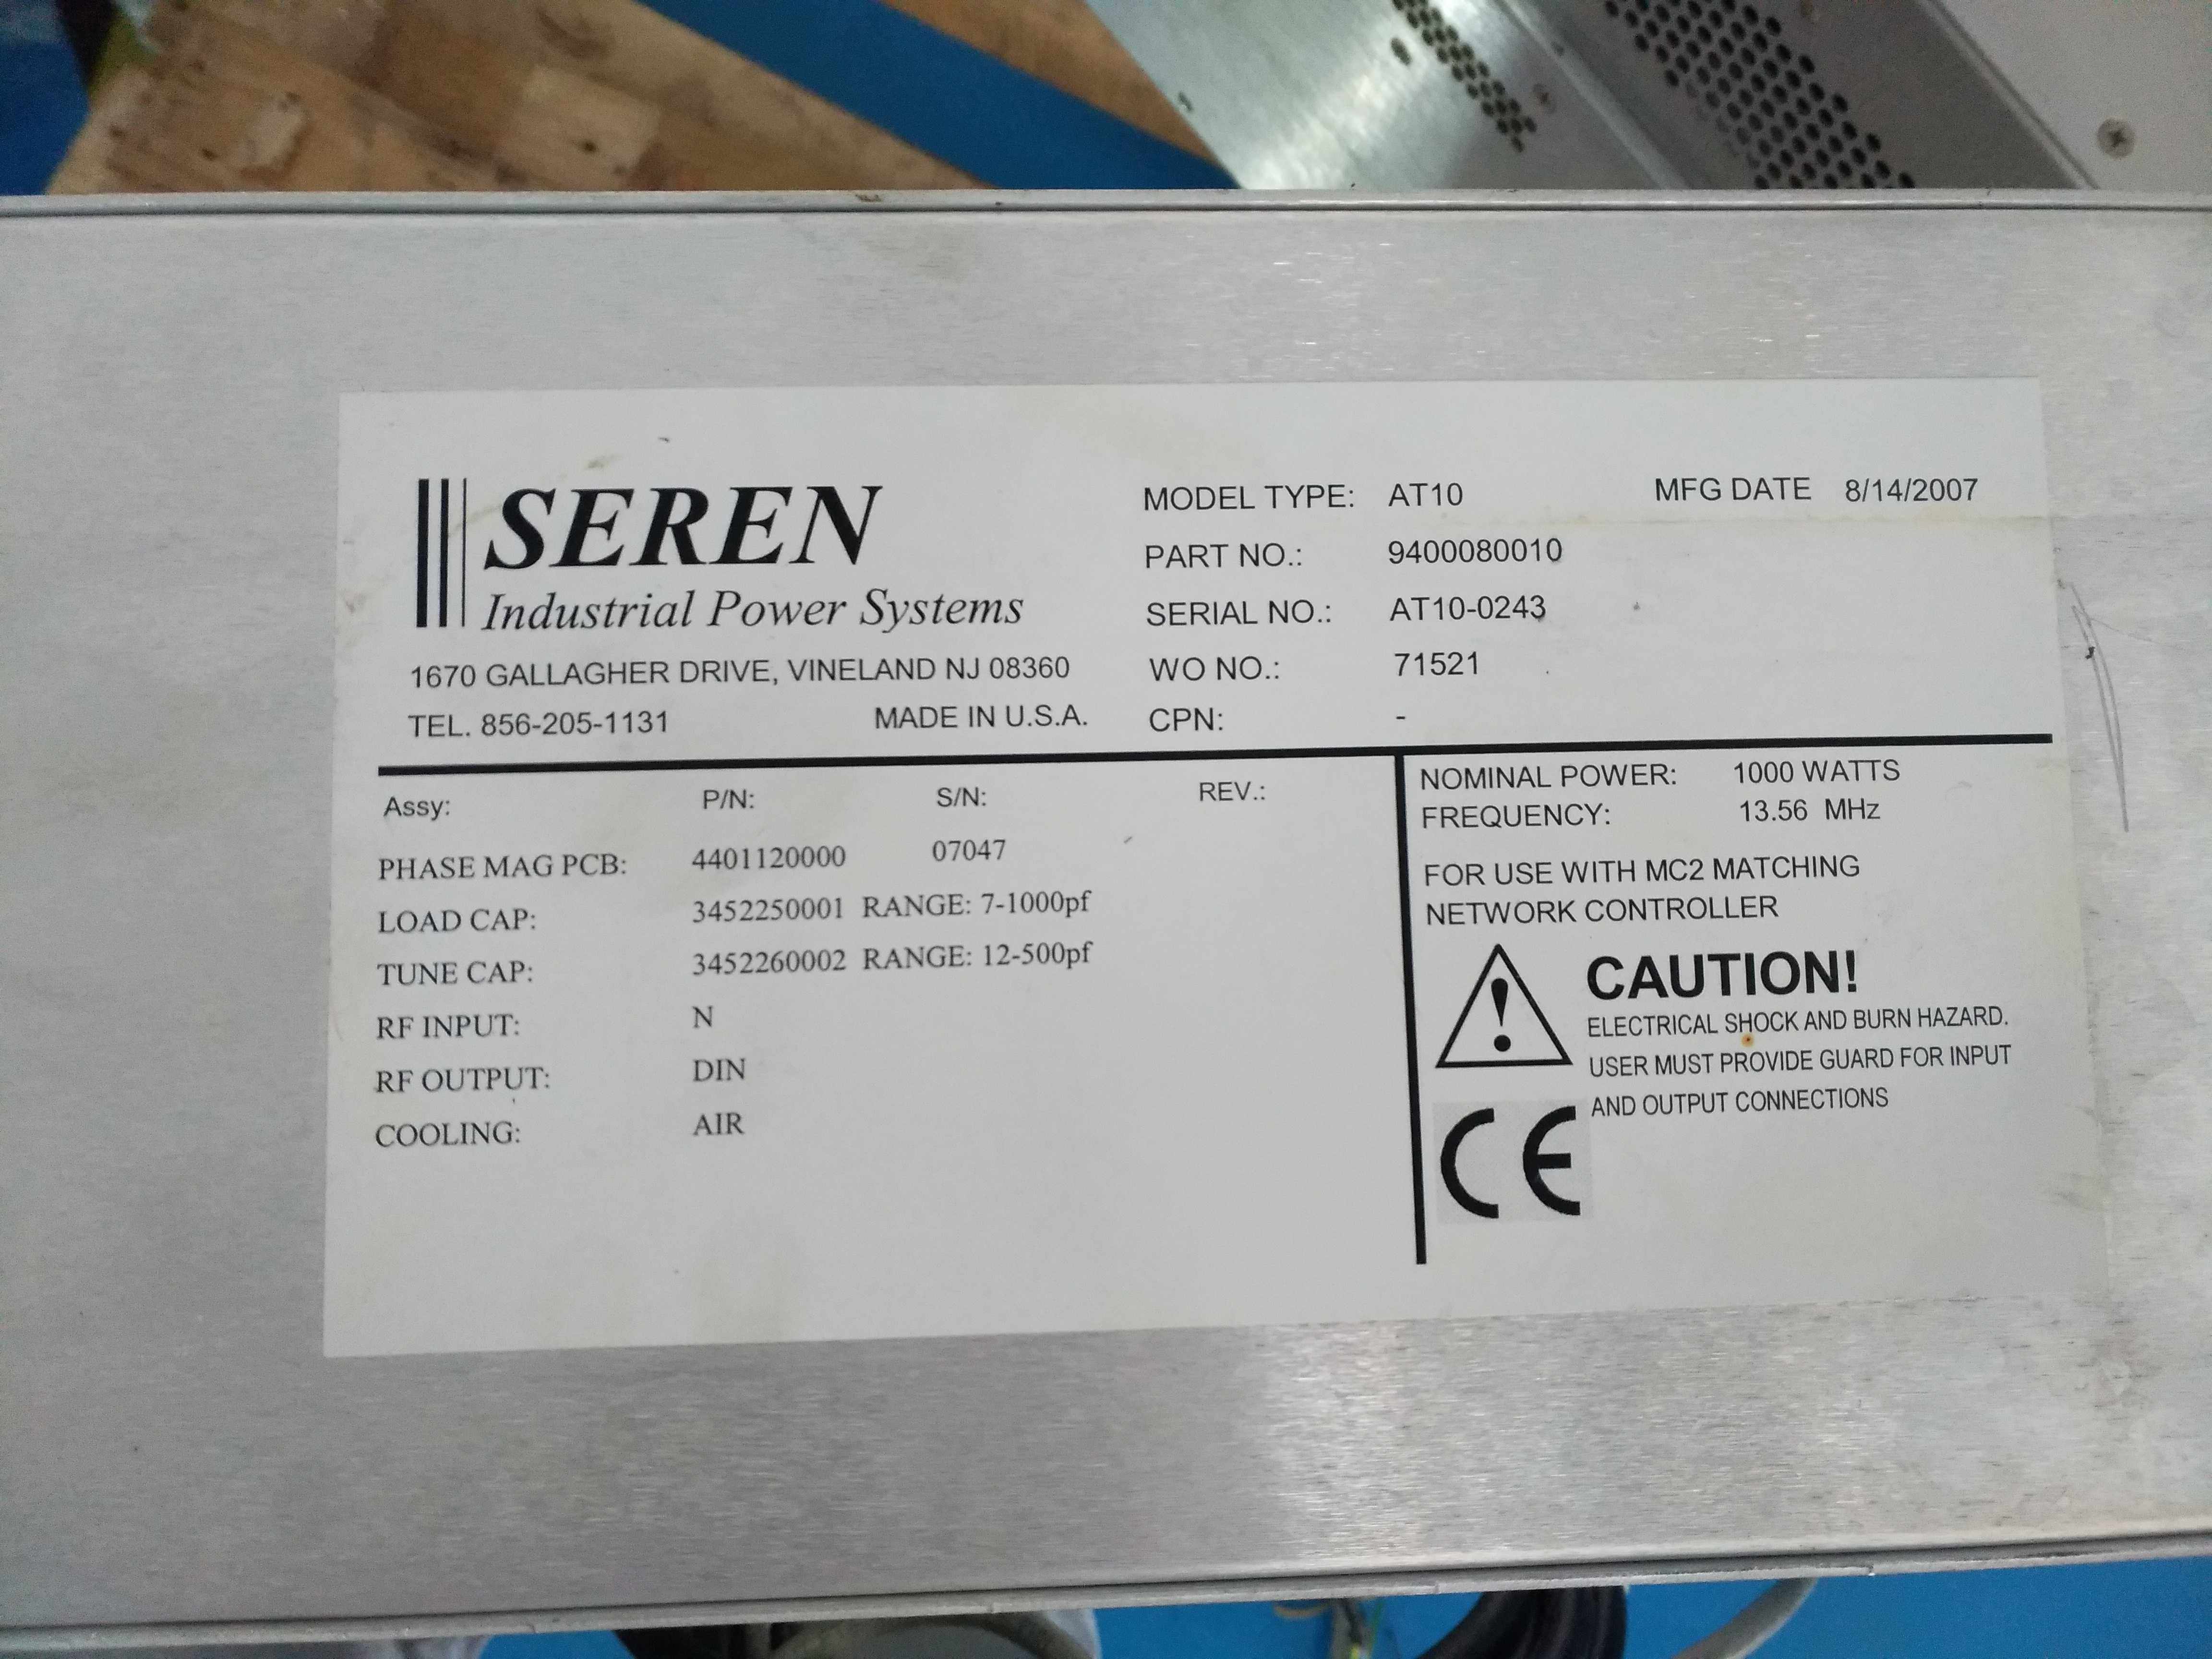 SEREN
Industrial Power Systems
1670 GALLAGHER DRIVE, VINELAND NJ 08360
TEL. 856-205-1131 MADE IN U.S.A.
MODEL TYPE: AT10 MFG DATE 8/14/2007
PART NO.: 9400080010
SERIAL NO.: AT10-0243
WO NO.: 71521
CPN: -
Assy: P/N: S/N: REV.:
PHASE MAG PCB: 4401120000 07047
LOAD CAP: 3452250001 RANGE: 7-1000pf
TUNE CAP: 3452260002 RANGE: 12-500pf
RF INPUT: N
RF OUTPUT: DIN
COOLING: AIR
NOMINAL POWER: 1000 WATTS
FREQUENCY: 13.56 MHz
FOR USE WITH MC2 MATCHING
NETWORK CONTROLLER
CAUTION!
ELECTRICAL SHOCK AND BURN HAZARD.
USER MUST PROVIDE GUARD FOR INPUT
AND OUTPUT CONNECTIONS
CE